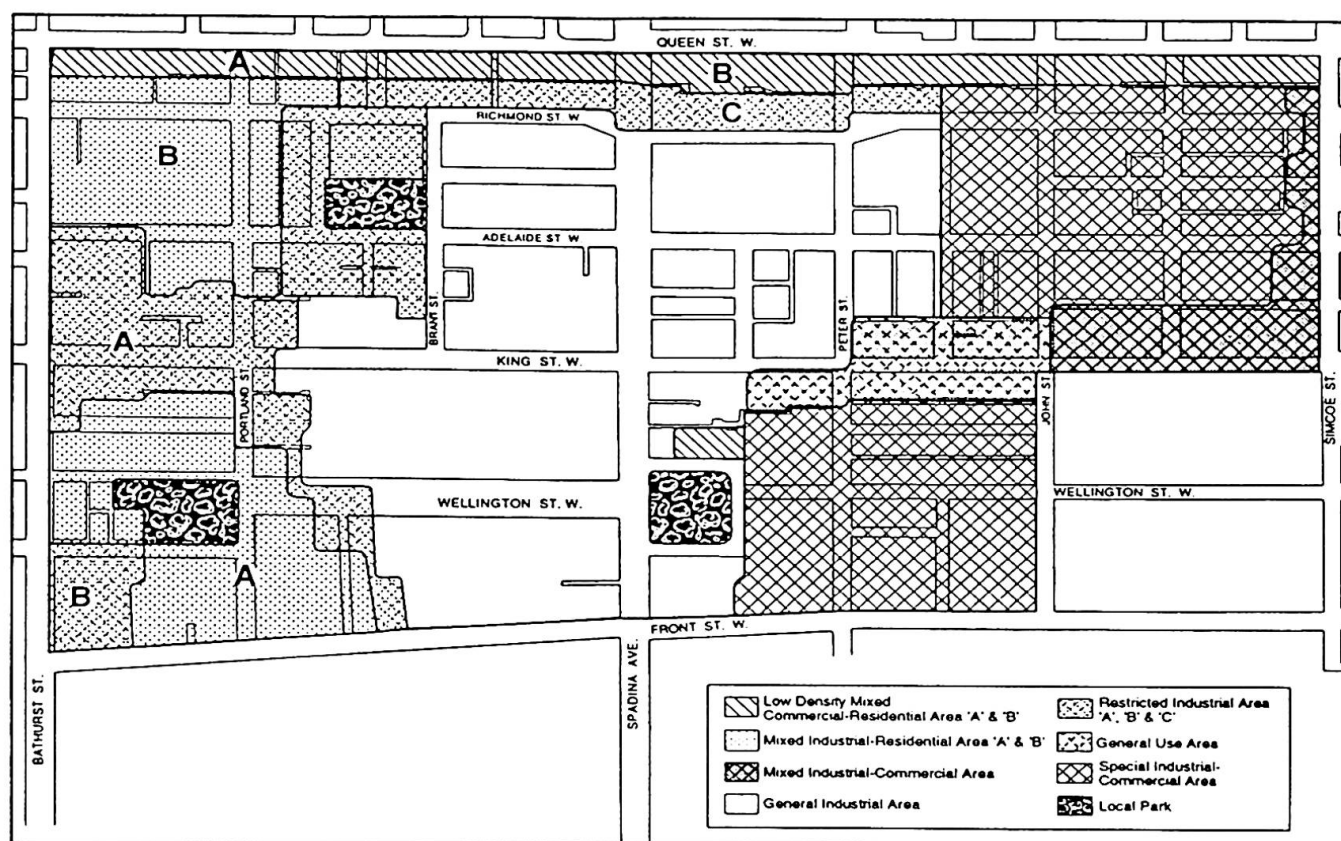 QUEEN ST. W.
A
B
C
RICHMOND ST. W
B
ADELAIDE ST. W
BRANT ST.
PETER ST.
A
KING ST. W.
PORTLAND ST.
JOHN ST.
SIMCOE ST.
WELLINGTON ST. W.
WELLINGTON ST. W.
A
B
FRONT ST. W.
BATHURST ST.
SPADINA AVE.
Low Density Mixed
Commercial-Residential Area 'A' & 'B'
Mixed Industrial-Residential Area 'A' & 'B'
Mixed Industrial-Commercial Area
General Industrial Area
Restricted Industrial Area
'A', 'B' & 'C'
General Use Area
Special Industrial-
Commercial Area
Local Park